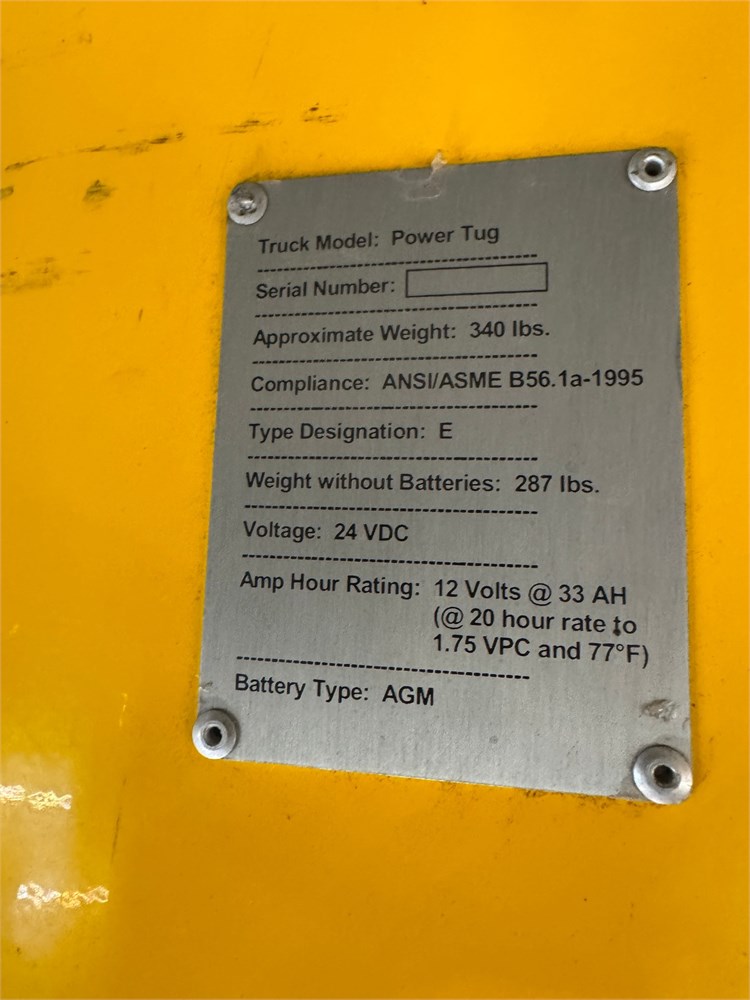 Truck Model: Power Tug
Serial Number:
Approximate Weight: 340 lbs.
Compliance: ANSI/ASME B56.1a-1995
Type Designation: E
Weight without Batteries: 287 lbs.
Voltage: 24 VDC
Amp Hour Rating: 12 Volts @ 33 AH
(@ 20 hour rate to
1.75 VPC and 77°F)
Battery Type: AGM